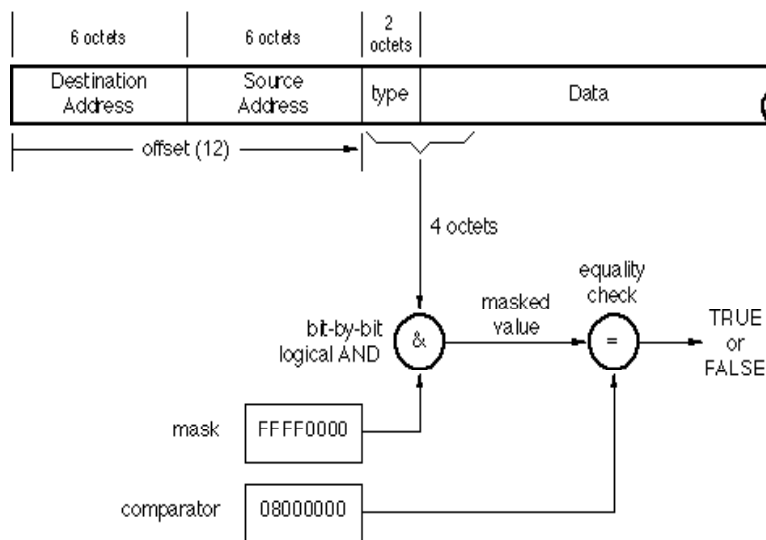 6 octets
6 octets
2
octets
Destination
Address
Source
Address
type
Data
offset (12)
4 octets
equality
check
masked
value
bit-by-bit
logical AND
&
=
TRUE
or
FALSE
mask
FFFF0000
comparator
08000000